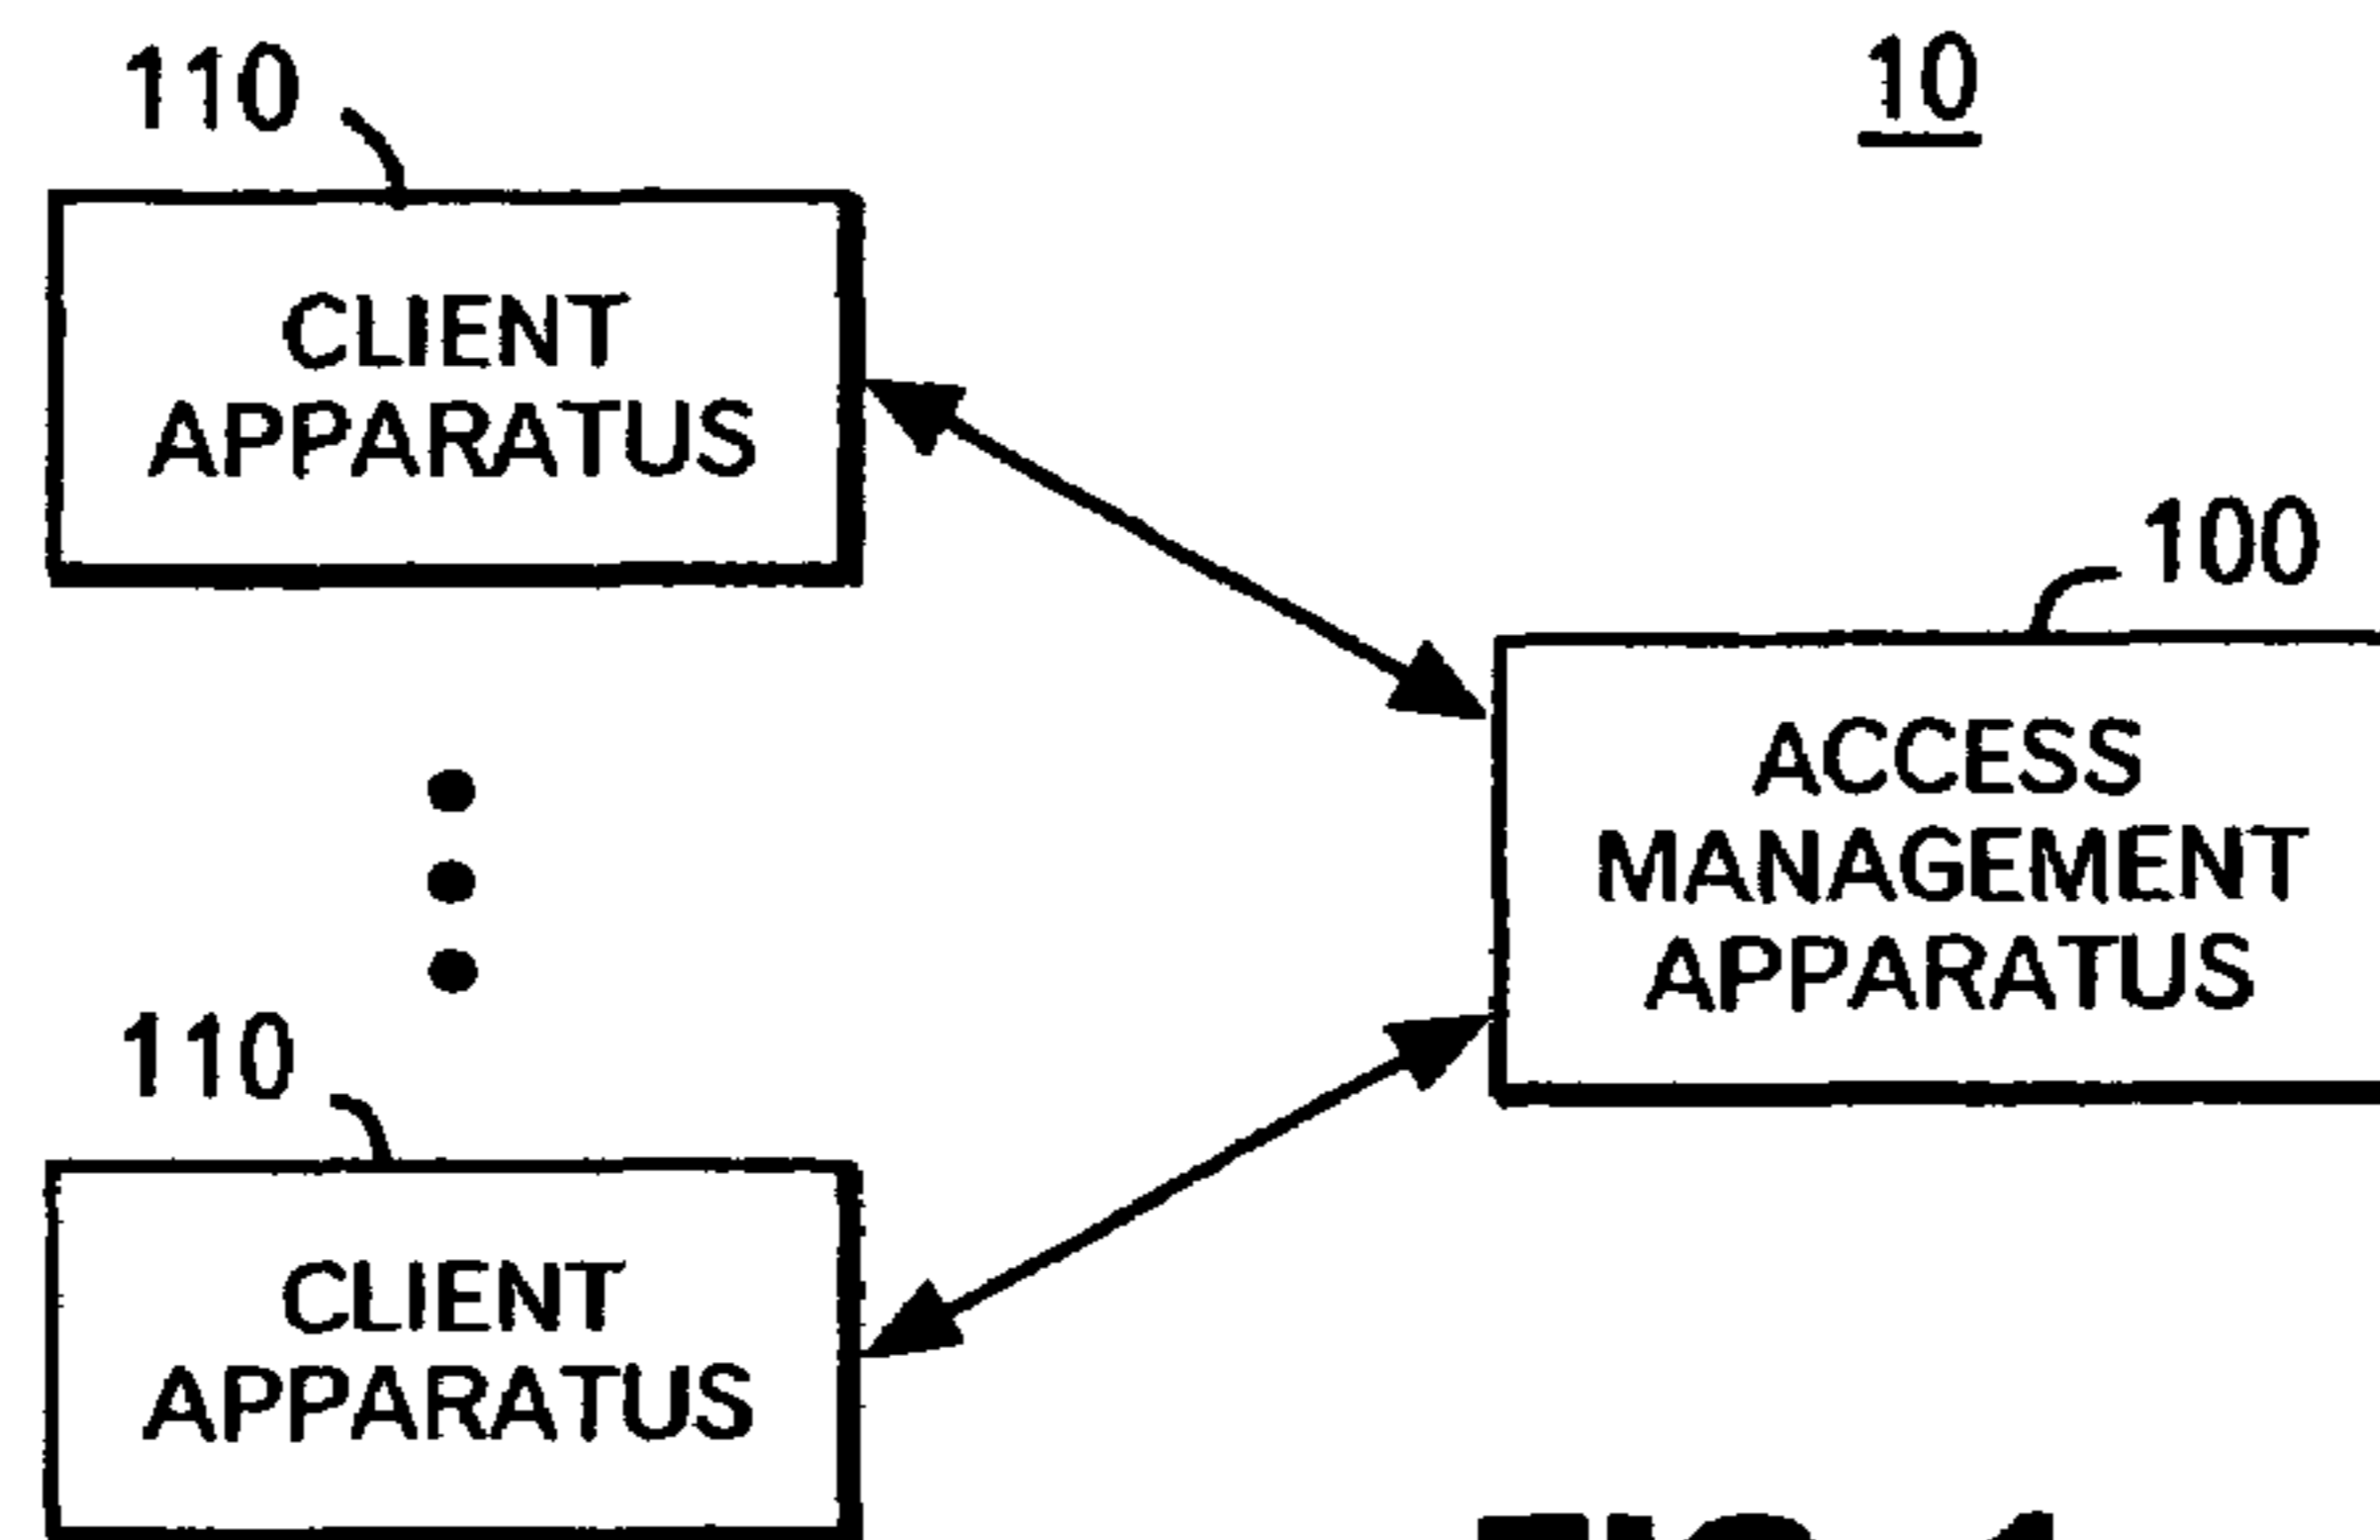 110
10
CLIENT
APPARATUS
100
ACCESS
MANAGEMENT
APPARATUS
110
CLIENT
APPARATUS